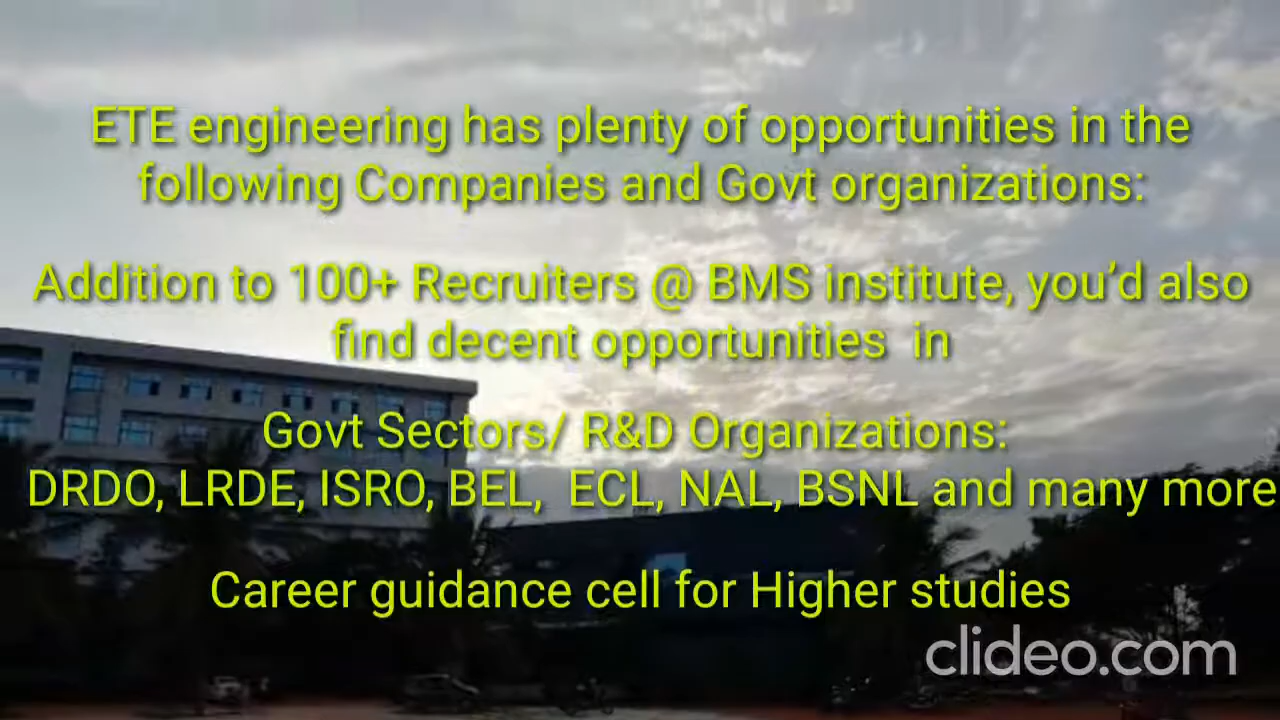 ETE engineering has plenty of opportunities in the
following Companies and Govt organizations:
Addition to 100+ Recruiters @ BMS institute, you’d also
find decent opportunities  in
Govt Sectors/ R&D Organizations:
DRDO, LRDE, ISRO, BEL,  ECL, NAL, BSNL and many more
Career guidance cell for Higher studies
clideo.com